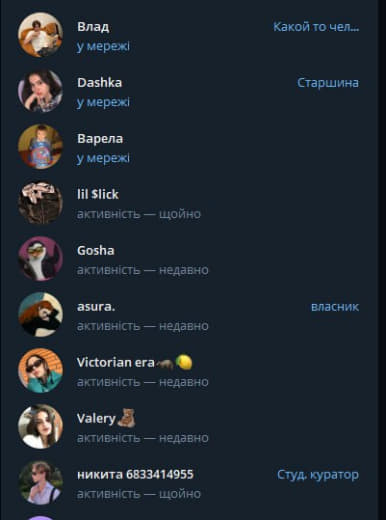 Влад Какой то чел...
у мережі
Dashka Старшина
у мережі
Варела
у мережі
lil $lick
активність — щойно
Gosha
активність — недавно
asura. власник
активність — недавно
Victorian era🦡🍋
активність — недавно
Valery🧸
активність — недавно
никита 6833414955 Студ, куратор
активність — щойно